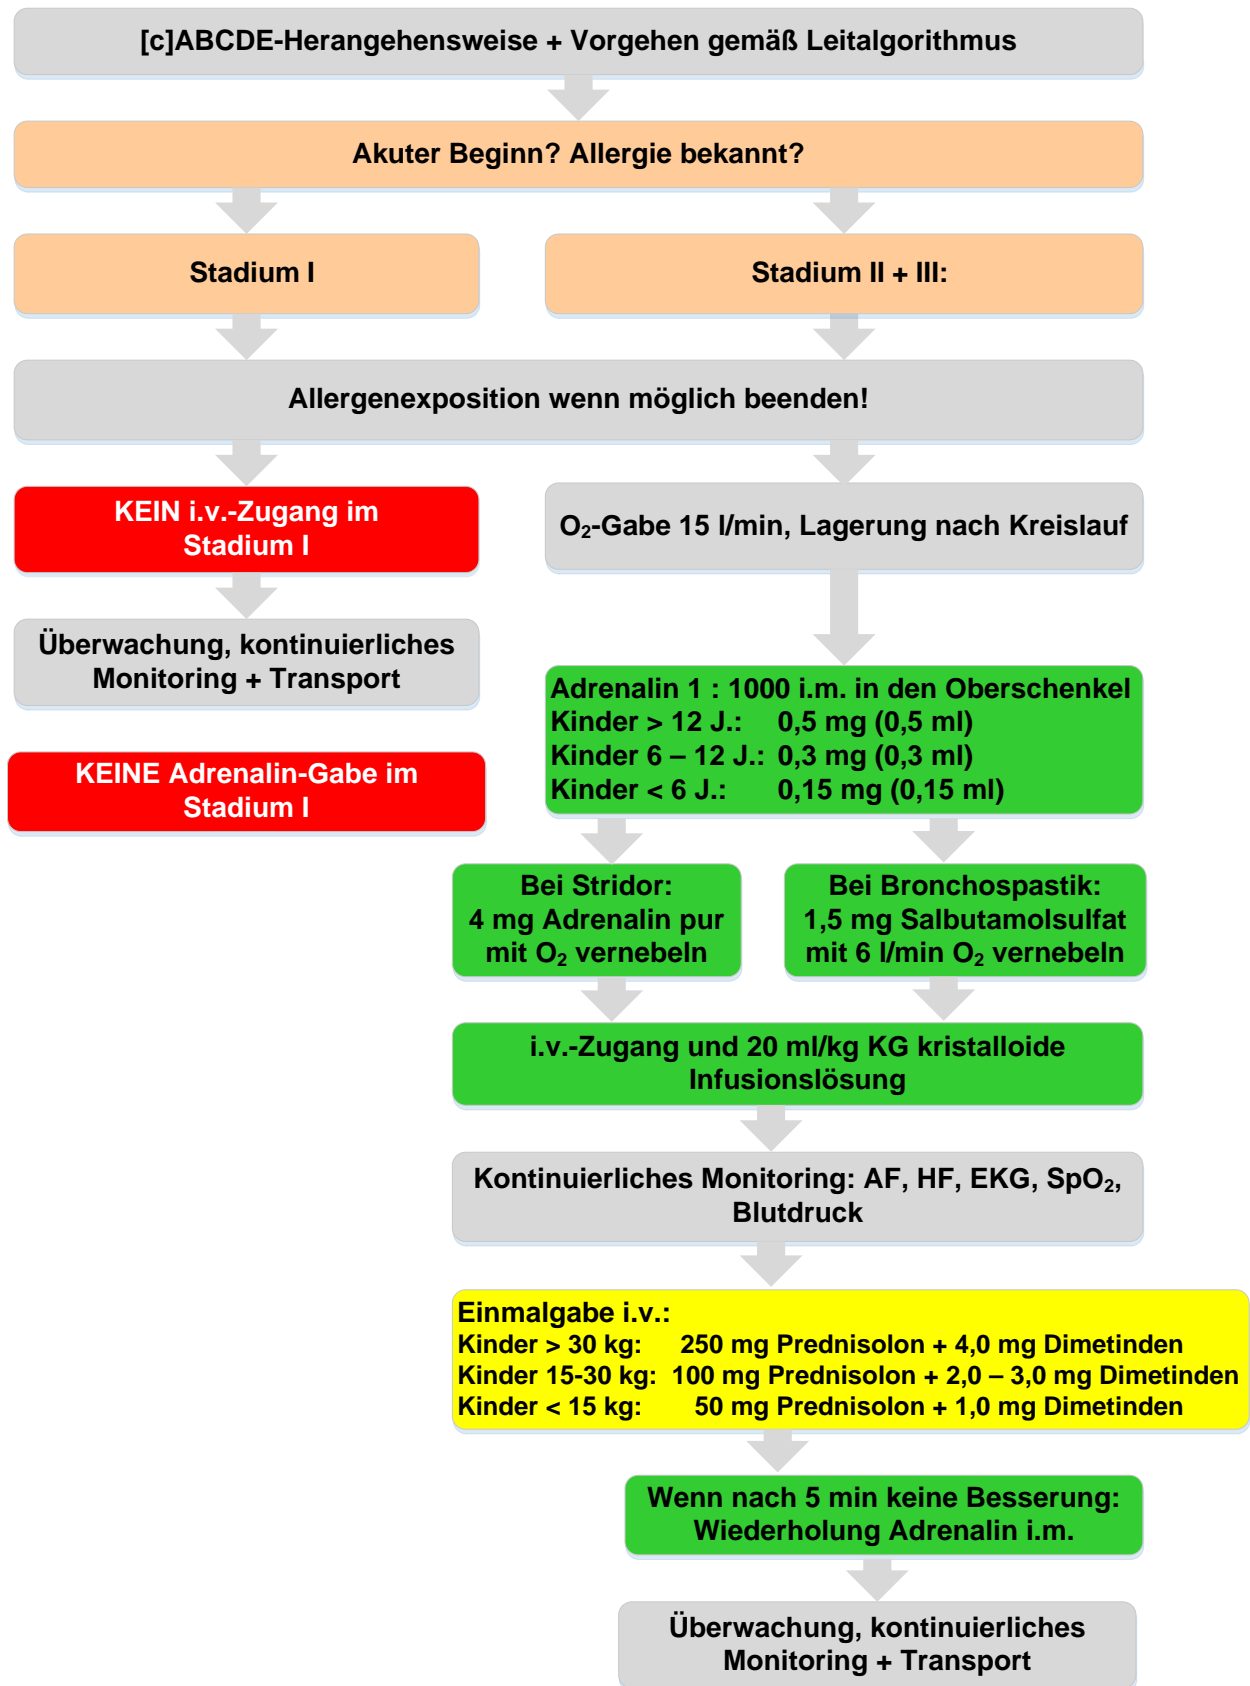 [c]ABCDE-Herangehensweise + Vorgehen gemäß Leitalgorithmus
Akuter Beginn? Allergie bekannt?
Stadium I
Stadium II + III:
Allergenexposition wenn möglich beenden!
KEIN i.v.-Zugang im
Stadium I
O₂-Gabe 15 l/min, Lagerung nach Kreislauf
Überwachung, kontinuierliches
Monitoring + Transport
KEINE Adrenalin-Gabe im
Stadium I
Adrenalin 1 : 1000 i.m. in den Oberschenkel
Kinder > 12 J.: 0,5 mg (0,5 ml)
Kinder 6 – 12 J.: 0,3 mg (0,3 ml)
Kinder < 6 J.: 0,15 mg (0,15 ml)
Bei Stridor:
4 mg Adrenalin pur
mit O₂ vernebeln
Bei Bronchospastik:
1,5 mg Salbutamolsulfat
mit 6 l/min O₂ vernebeln
i.v.-Zugang und 20 ml/kg KG kristalloide
Infusionslösung
Kontinuierliches Monitoring: AF, HF, EKG, SpO₂,
Blutdruck
Einmalgabe i.v.:
Kinder > 30 kg: 250 mg Prednisolon + 4,0 mg Dimetinden
Kinder 15-30 kg: 100 mg Prednisolon + 2,0 – 3,0 mg Dimetinden
Kinder < 15 kg: 50 mg Prednisolon + 1,0 mg Dimetinden
Wenn nach 5 min keine Besserung:
Wiederholung Adrenalin i.m.
Überwachung, kontinuierliches
Monitoring + Transport